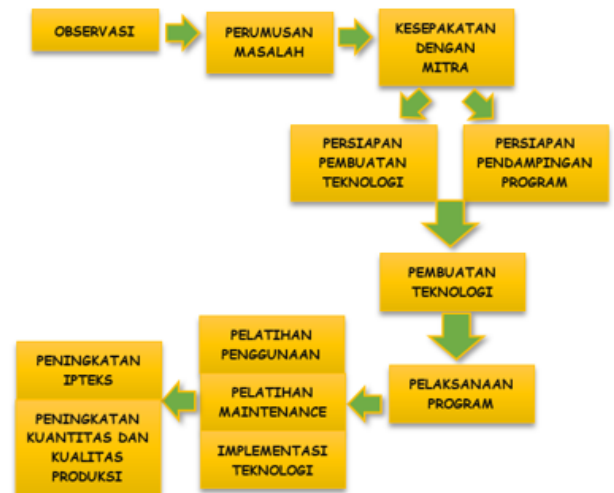 OBSERVASI
PERUMUSAN
MASALAH
KESEPAKATAN
DENGAN
MITRA
PERSIAPAN
PEMBUATAN
TEKNOLOGI
PERSIAPAN
PENDAMPINGAN
PROGRAM
PEMBUATAN
TEKNOLOGI
PELAKSANAAN
PROGRAM
PELATIHAN
PENGGUNAAN
PELATIHAN
MAINTENANCE
IMPLEMENTASI
TEKNOLOGI
PENINGKATAN
IPTEKS
PENINGKATAN
KUANTITAS DAN
KUALITAS
PRODUKSI